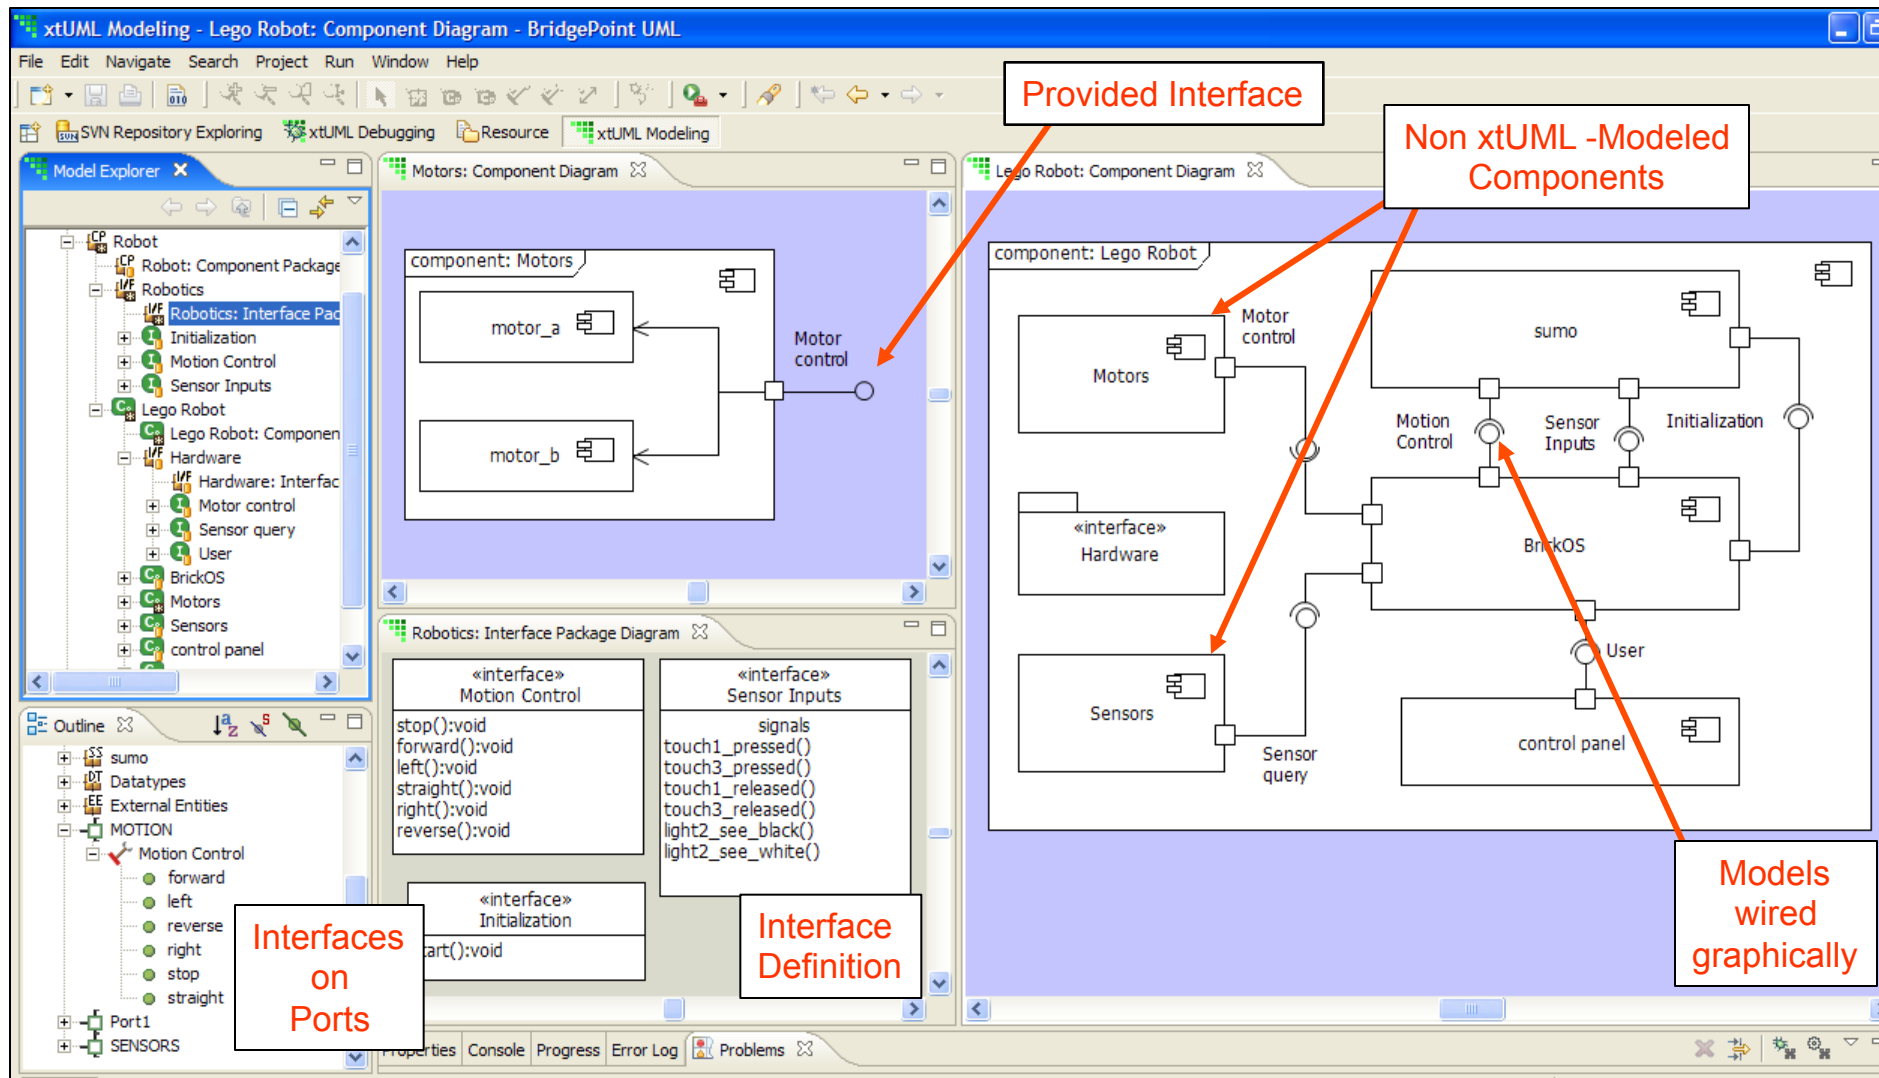 xtUML Modeling - Lego Robot: Component Diagram - BridgePoint UML
File Edit Navigate Search Project Run Window Help
SVN Repository Exploring xtUML Debugging Resource xtUML Modeling
Provided Interface
Non xtUML -Modeled
Components
Model Explorer
Robot
Robot: Component Package
Robotics
Robotics: Interface Pac
Initialization
Motion Control
Sensor Inputs
Lego Robot
Lego Robot: Componen
Hardware
Hardware: Interfac
Motor control
Sensor query
User
BrickOS
Motors
Sensors
control panel
Outline
sumo
Datatypes
External Entities
MOTION
Motion Control
forward
left
reverse
right
stop
straight
Port1
SENSORS
Interfaces
on
Ports
Motors: Component Diagram
component: Motors
motor_a
motor_b
Motor
control
Robotics: Interface Package Diagram
«interface»
Motion Control
stop():void
forward():void
left():void
straight():void
right():void
reverse():void
«interface»
Sensor Inputs
signals
touch1_pressed()
touch3_pressed()
touch1_released()
touch3_released()
light2_see_black()
light2_see_white()
«interface»
Initialization
tart():void
Interface
Definition
Lego Robot: Component Diagram
component: Lego Robot
Motors
Motor
control
sumo
Motion
Control
Sensor
Inputs
Initialization
«interface»
Hardware
BrickOS
User
Sensors
Sensor
query
control panel
Models
wired
graphically
Properties Console Progress Error Log Problems